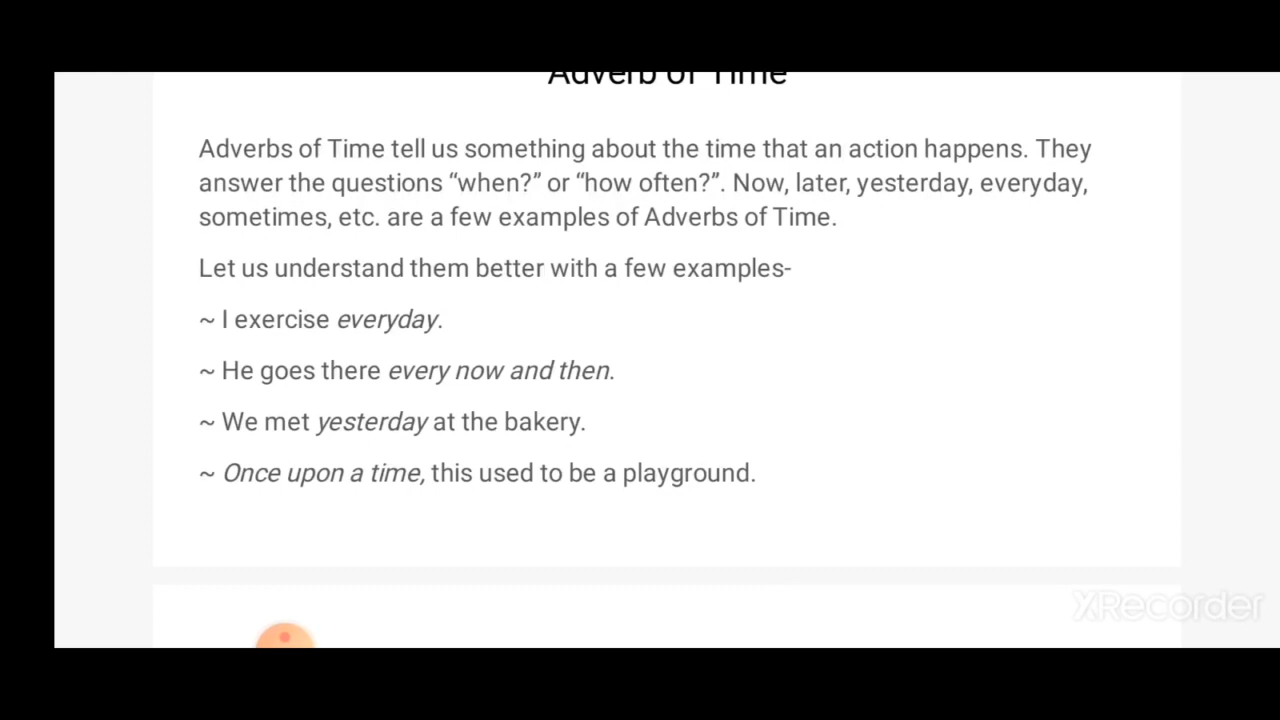 Adverb of Time
Adverbs of Time tell us something about the time that an action happens. They
answer the questions “when?” or “how often?”. Now, later, yesterday, everyday,
sometimes, etc. are a few examples of Adverbs of Time.
Let us understand them better with a few examples-
~ I exercise everyday.
~ He goes there every now and then.
~ We met yesterday at the bakery.
~ Once upon a time, this used to be a playground.
XRecorder